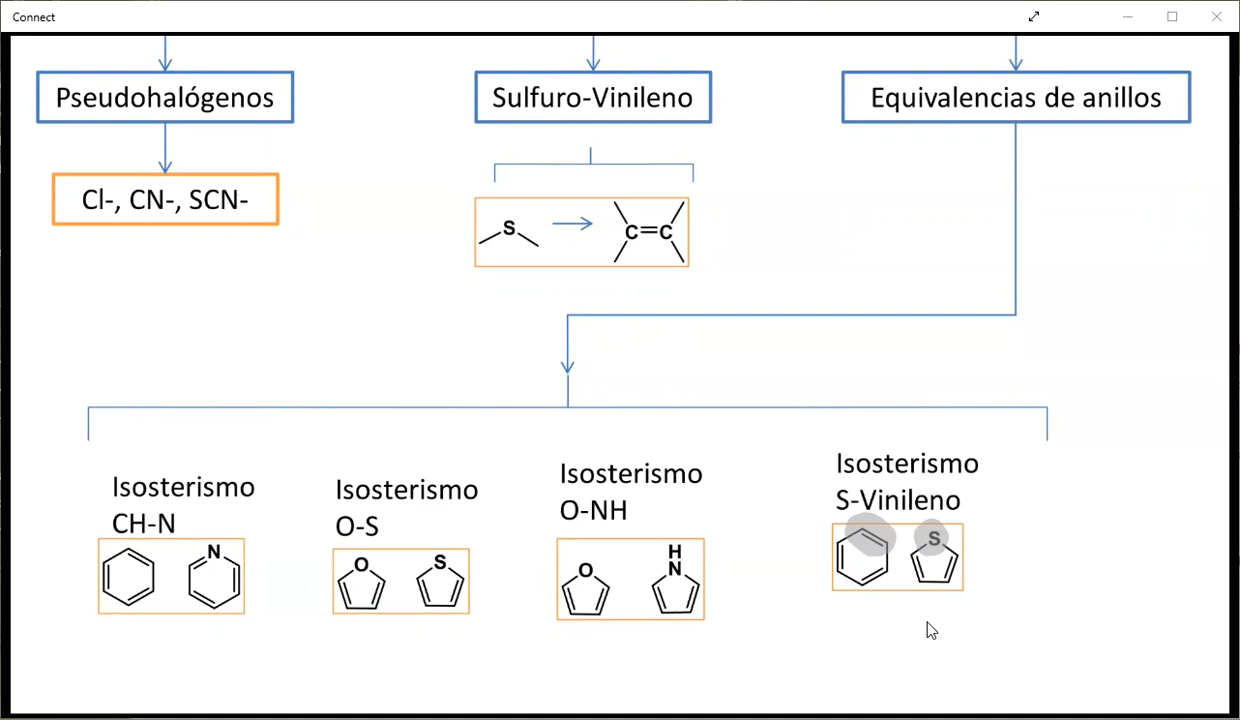 Connect
Pseudohalógenos
Sulfuro-Vinileno
Equivalencias de anillos
Cl-, CN-, SCN-
S
C=C
Isosterismo
CH-N
N
Isosterismo
O-S
O
S
Isosterismo
O-NH
O
H
N
Isosterismo
S-Vinileno
S